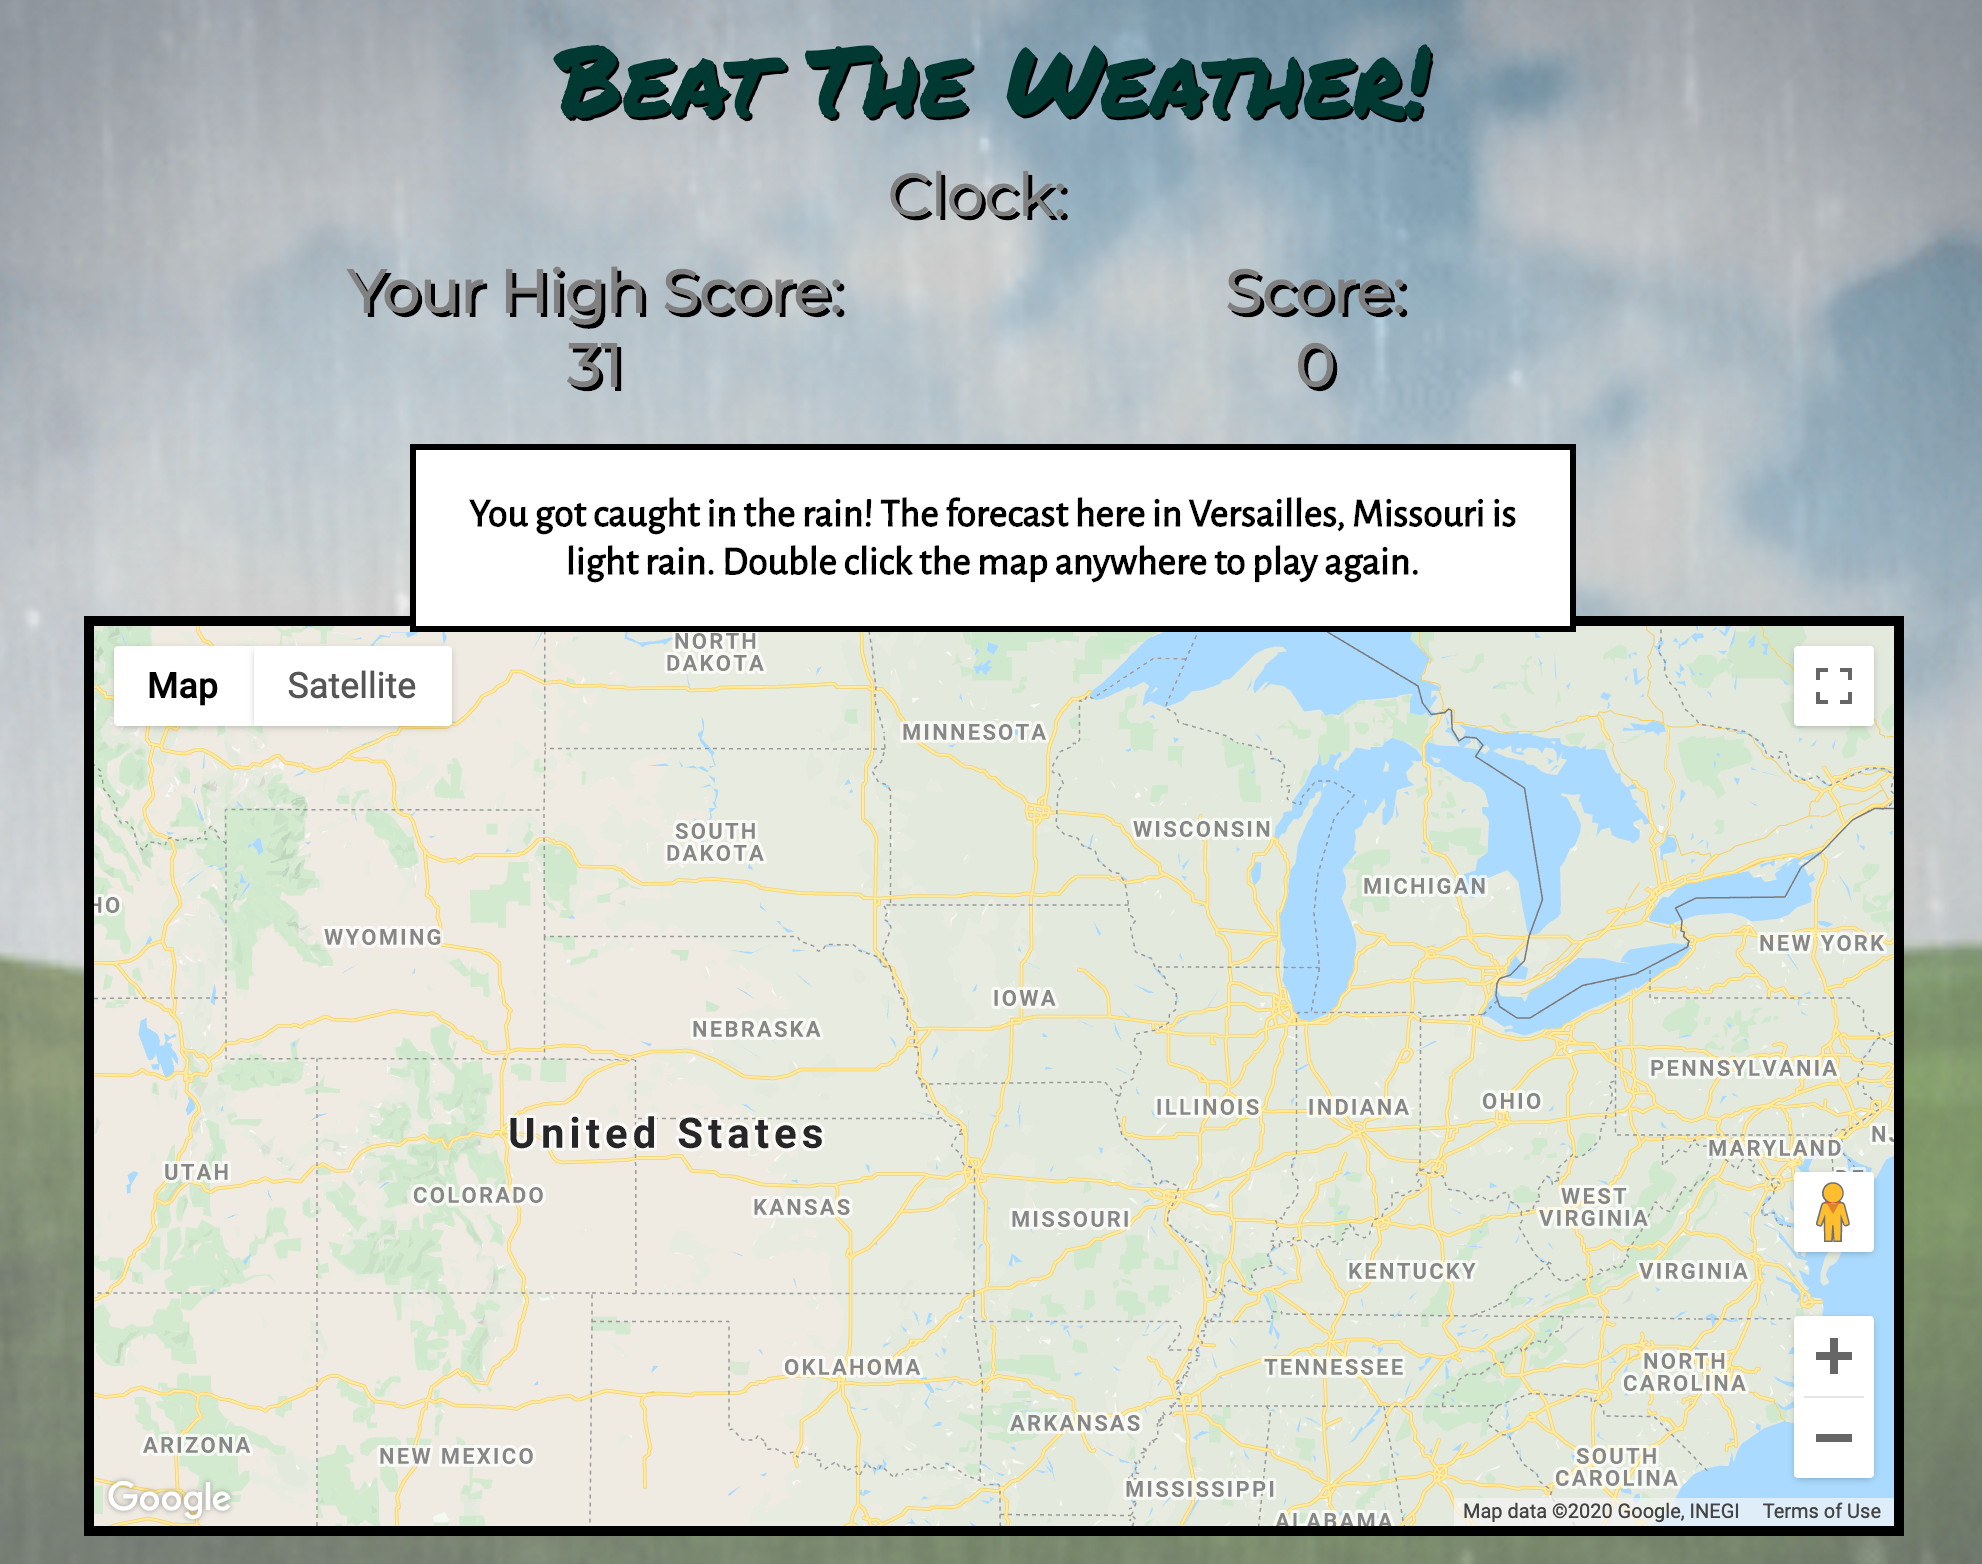 Beat The Weather!
Clock:
Your High Score:
31
Score:
0
You got caught in the rain! The forecast here in Versailles, Missouri is
light rain. Double click the map anywhere to play again.
Map
Satellite
NORTH
DAKOTA
MINNESOTA
SOUTH
DAKOTA
WISCONSIN
MICHIGAN
HO
WYOMING
NEW YORK
IOWA
NEBRASKA
PENNSYLVANIA
ILLINOIS
INDIANA
OHIO
United States
NJ
MARYLAND
UTAH
COLORADO
KANSAS
MISSOURI
WEST
VIRGINIA
KENTUCKY
VIRGINIA
OKLAHOMA
TENNESSEE
NORTH
CAROLINA
ARKANSAS
ARIZONA
NEW MEXICO
SOUTH
CAROLINA
MISSISSIPPI
ALABAMA
Google
Map data ©2020 Google, INEGI
Terms of Use